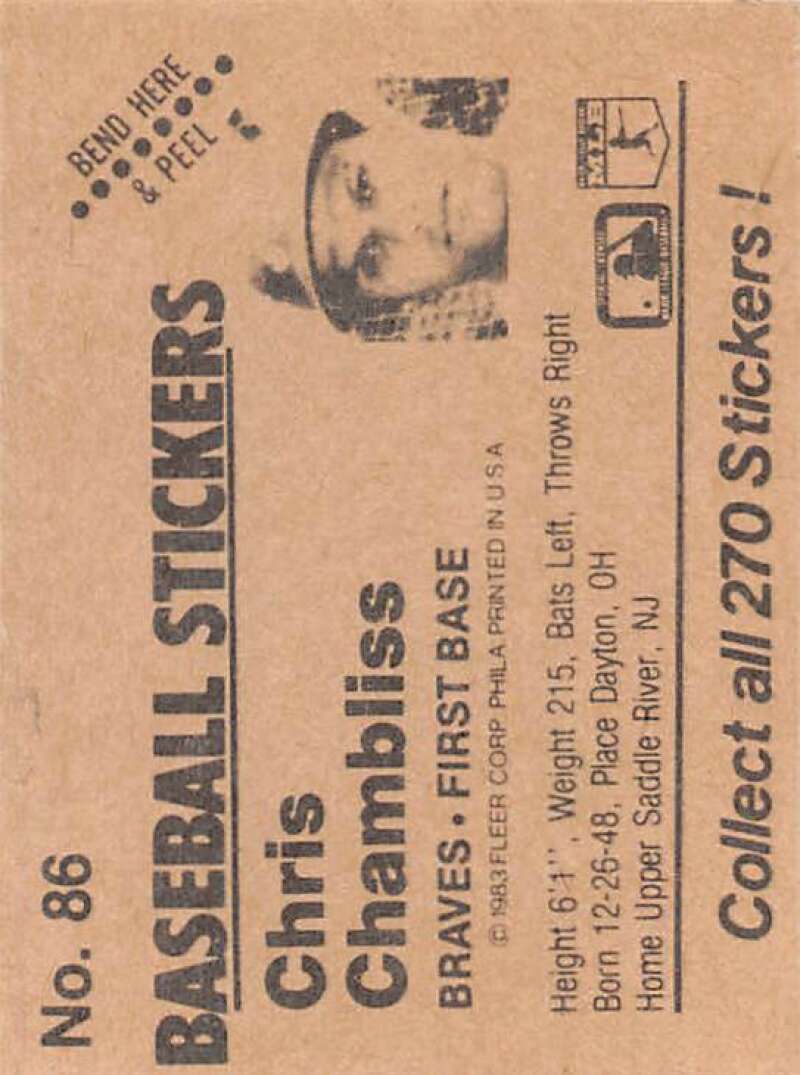 No. 86
BEND HERE
& PEEL
BASEBALL STICKERS
Chris
Chambliss
BRAVES • FIRST BASE
© 1983 FLEER CORP PHILA PRINTED IN U S A
Height 6'1'', Weight 215, Bats Left, Throws Right
Born 12-26-48, Place Dayton, OH
Home Upper Saddle River, NJ
Collect all 270 Stickers!